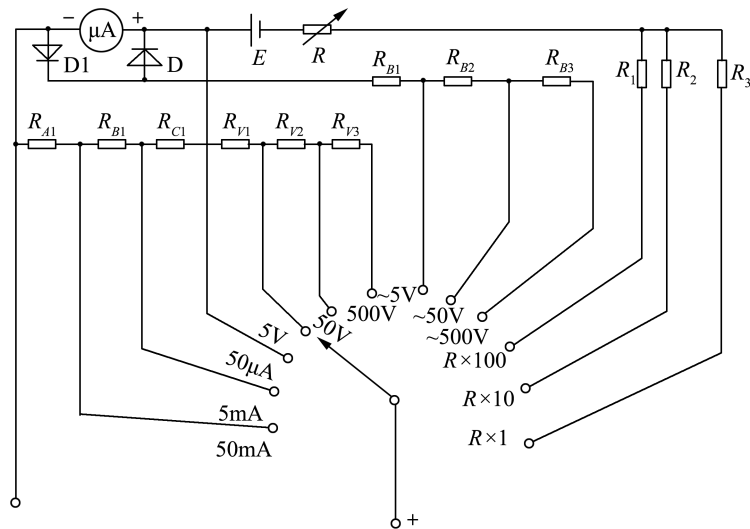 − μA +
D1 D E R
R_B1 R_B2 R_B3
R_1 R_2 R_3
R_A1 R_B1 R_C1 R_V1 R_V2 R_V3
~5V
500V
50V
5V
~50V
~500V
R×100
50μA
R×10
5mA
R×1
50mA
+